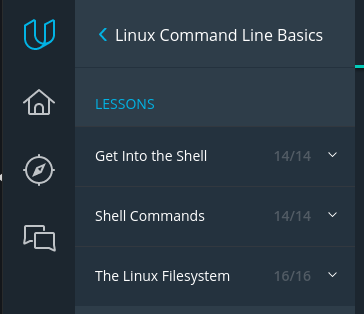 Linux Command Line Basics
LESSONS
Get Into the Shell 14/14
Shell Commands 14/14
The Linux Filesystem 16/16